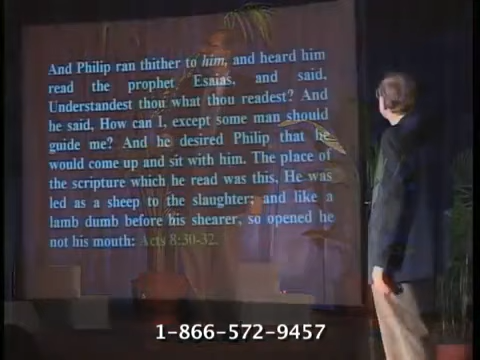 And Philip ran thither to him, and heard him
read the prophet Esaias, and said,
Understandest thou what thou readest? And
he said, How can I, except some man should
guide me? And he desired Philip that he
would come up and sit with him. The place of
the scripture which he read was this, He was
led as a sheep to the slaughter; and like a
lamb dumb before his shearer, so opened he
not his mouth: Acts 8:30-32.
1-866-572-9457